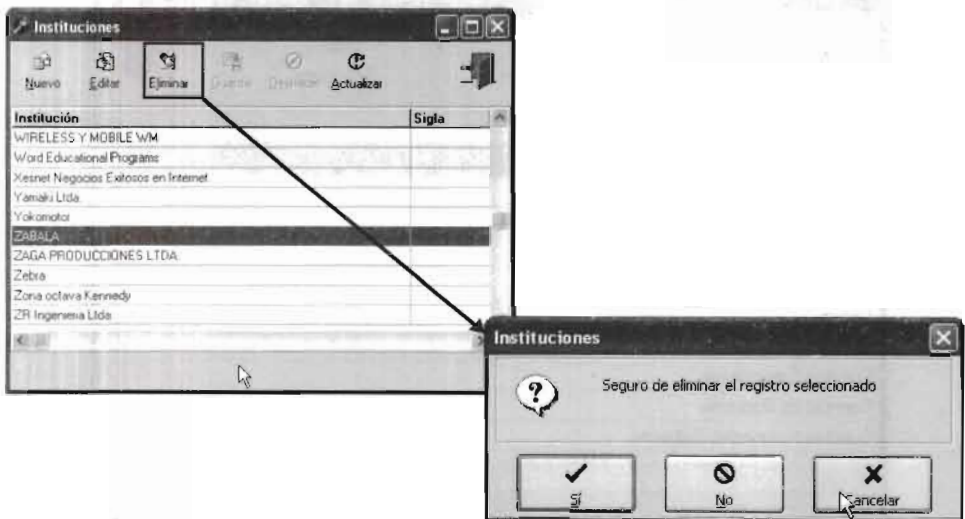 Instituciones
Nuevo Editar Eliminar Guardar Deshacer Actualizar
Institución Sigla
WIRELESS Y MOBILE WM
Word Educational Programs
Xesnet Negocios Exitosos en Internet
Yamaki Ltda.
Yokomotor
ZABALA
ZAGA PRODUCCIONES LTDA
Zebra
Zona octava Kennedy
ZR Ingenieria Ltda
Instituciones
Seguro de eliminar el registro seleccionado
Sí No Cancelar